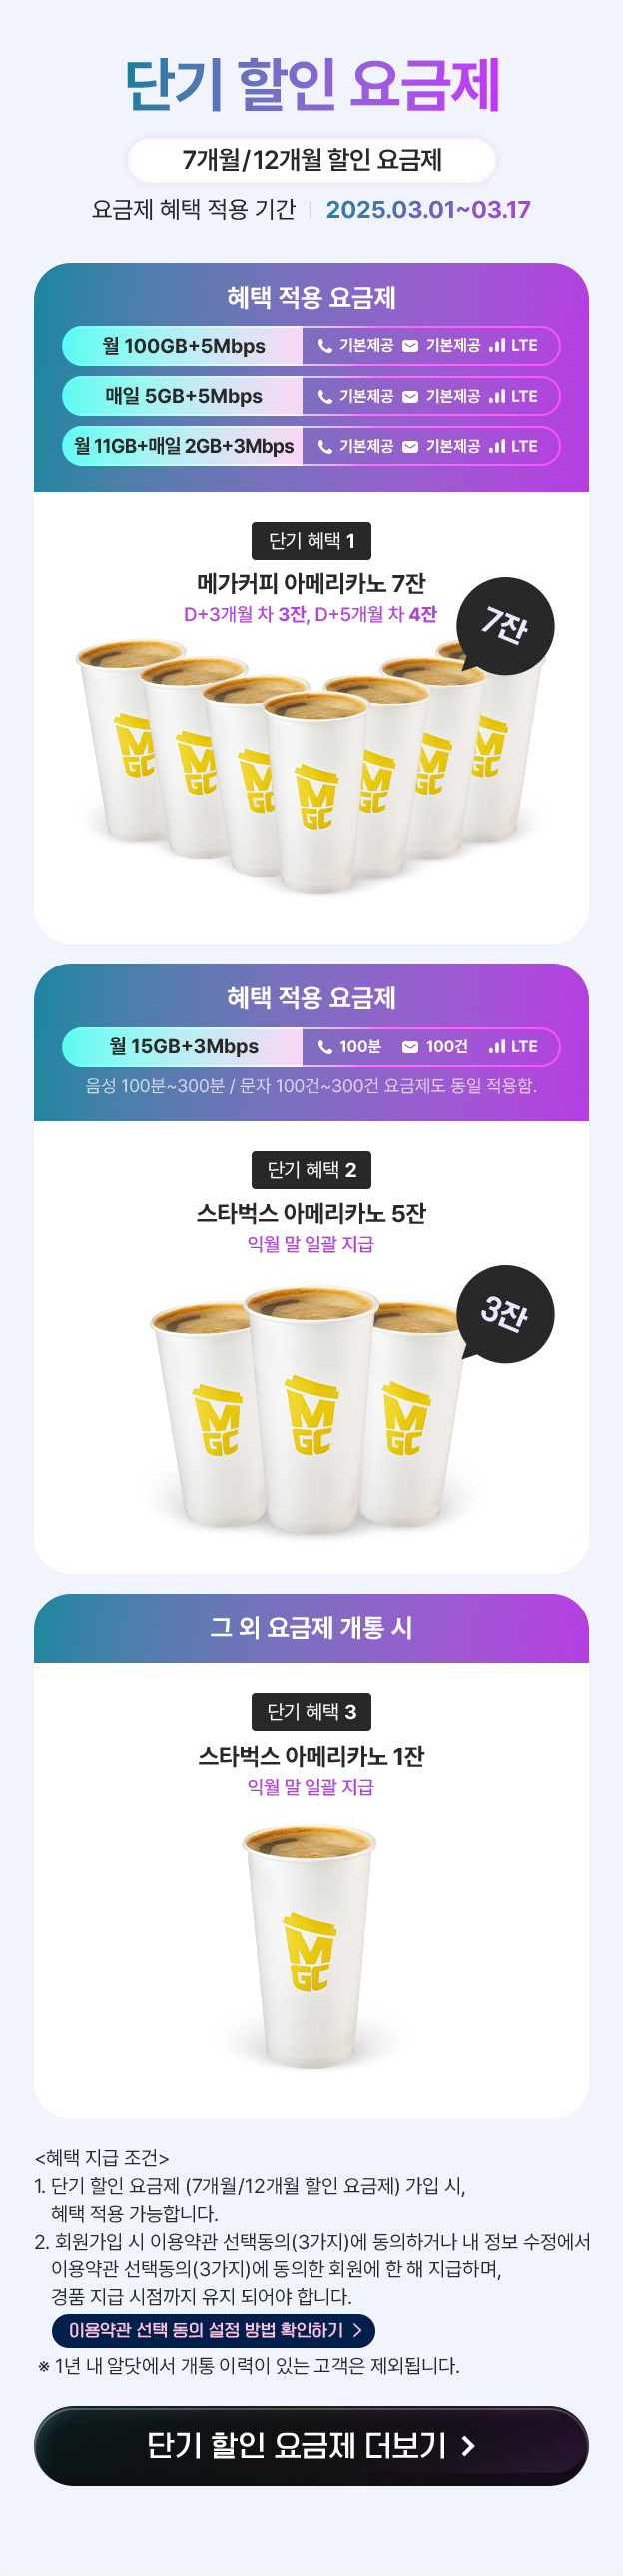 단기 할인 요금제
7개월/12개월 할인 요금제
요금제 혜택 적용 기간 | 2025.03.01~03.17
혜택 적용 요금제
월 100GB+5Mbps 기본제공 기본제공 LTE
매일 5GB+5Mbps 기본제공 기본제공 LTE
월 11GB+매일 2GB+3Mbps 기본제공 기본제공 LTE
단기 혜택 1
메가커피 아메리카노 7잔
D+3개월 차 3잔, D+5개월 차 4잔
7잔
MGC
MGC
MGC
MGC
MGC
MGC
MGC
혜택 적용 요금제
월 15GB+3Mbps 100분 100건 LTE
음성 100분~300분 / 문자 100건~300건 요금제도 동일 적용함.
단기 혜택 2
스타벅스 아메리카노 5잔
익월 말 일괄 지급
3잔
MGC
MGC
MGC
그 외 요금제 개통 시
단기 혜택 3
스타벅스 아메리카노 1잔
익월 말 일괄 지급
MGC
<혜택 지급 조건>
1. 단기 할인 요금제 (7개월/12개월 할인 요금제) 가입 시,
혜택 적용 가능합니다.
2. 회원가입 시 이용약관 선택동의(3가지)에 동의하거나 내 정보 수정에서
이용약관 선택동의(3가지)에 동의한 회원에 한 해 지급하며,
경품 지급 시점까지 유지 되어야 합니다.
이용약관 선택 동의 설정 방법 확인하기 >
※ 1년 내 알닷에서 개통 이력이 있는 고객은 제외됩니다.
단기 할인 요금제 더보기 >